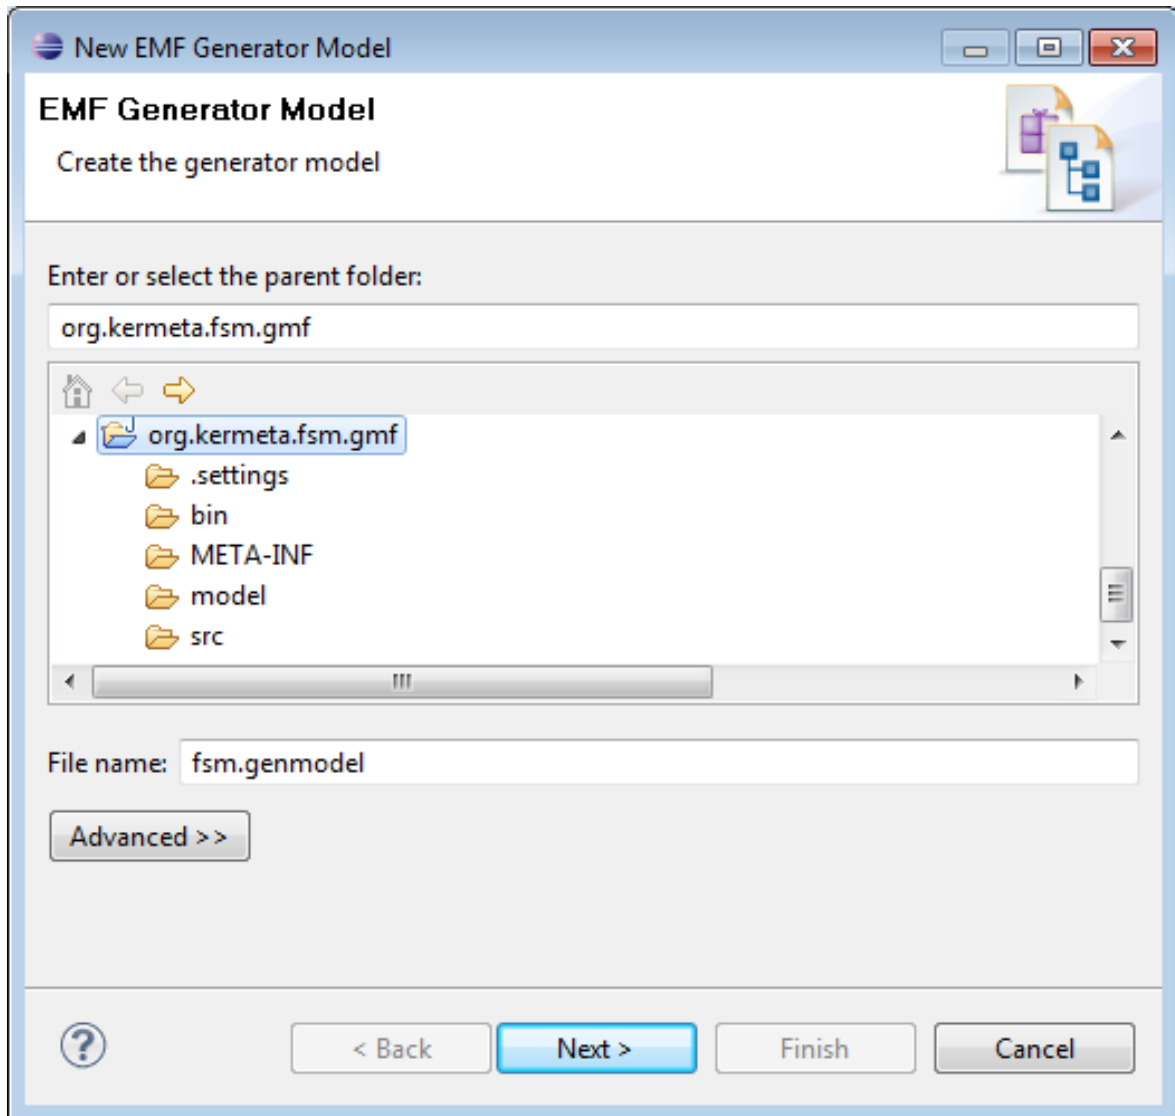 New EMF Generator Model
EMF Generator Model
Create the generator model
Enter or select the parent folder:
org.kermeta.fsm.gmf
org.kermeta.fsm.gmf
.settings
bin
META-INF
model
src
File name: fsm.genmodel
Advanced >>
< Back Next > Finish Cancel